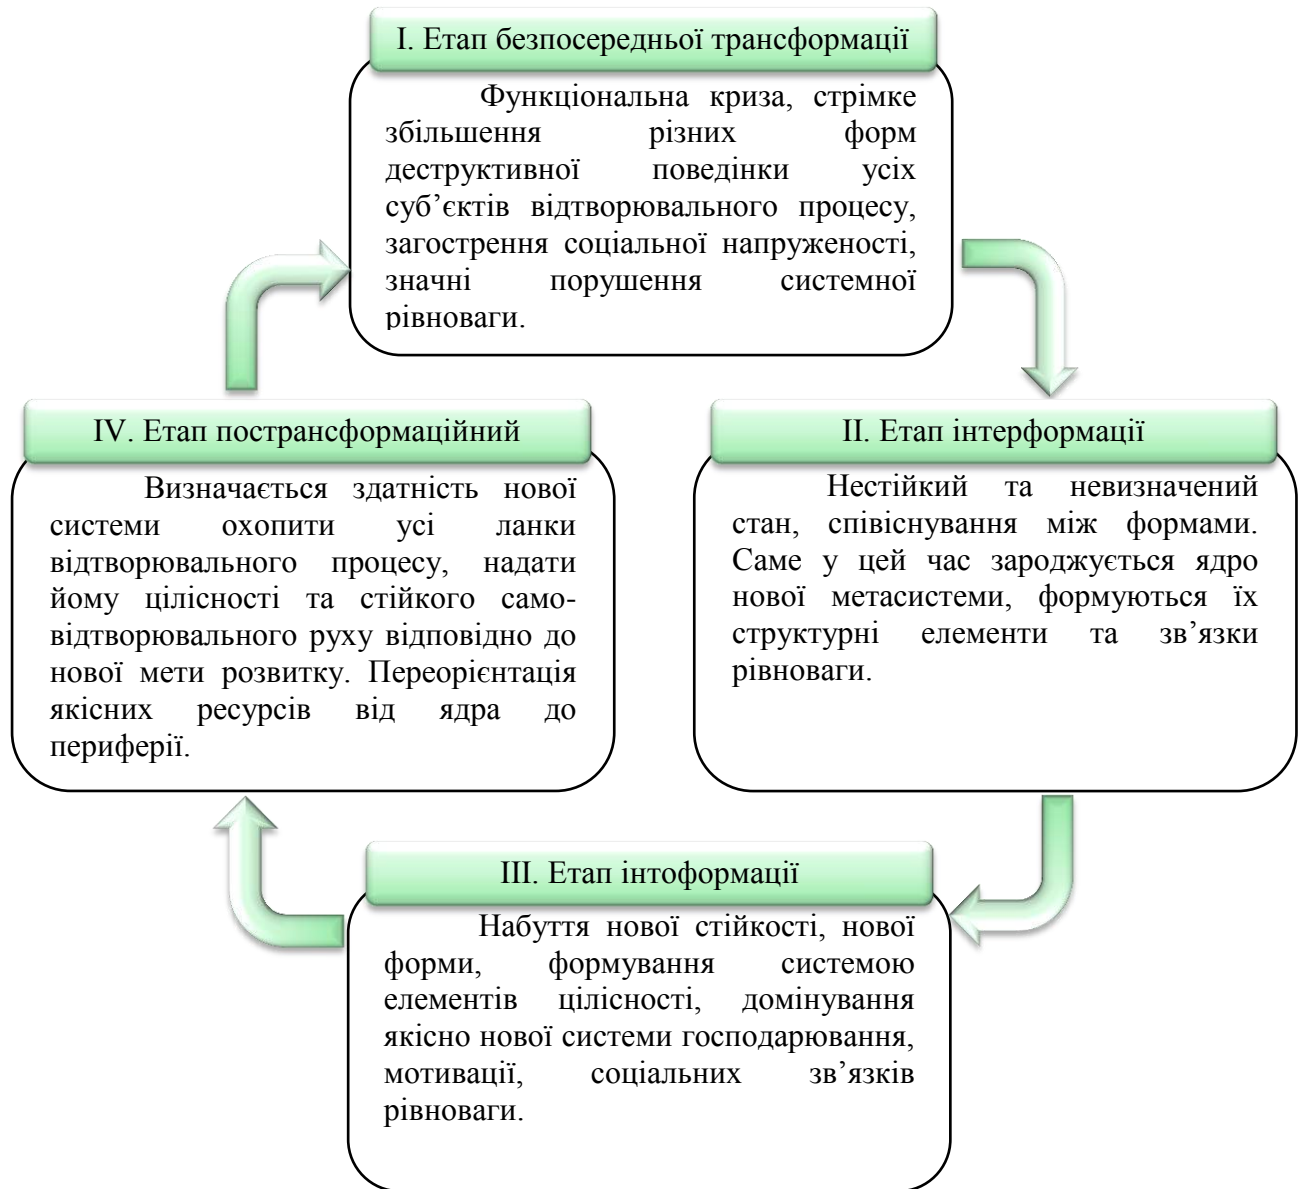 І. Етап безпосередньої трансформації
Функціональна криза, стрімке
збільшення різних форм
деструктивної поведінки усіх
суб’єктів відтворювального процесу,
загострення соціальної напруженості,
значні порушення системної
рівноваги.
ІІ. Етап інтерформації
Нестійкий та невизначений
стан, співіснування між формами.
Саме у цей час зароджується ядро
нової метасистеми, формуються їх
структурні елементи та зв’язки
рівноваги.
ІІІ. Етап інтоформації
Набуття нової стійкості, нової
форми, формування системою
елементів цілісності, домінування
якісно нової системи господарювання,
мотивації, соціальних зв’язків
рівноваги.
IV. Етап пострансформаційний
Визначається здатність нової
системи охопити усі ланки
відтворювального процесу, надати
йому цілісності та стійкого само-
відтворювального руху відповідно до
нової мети розвитку. Переорієнтація
якісних ресурсів від ядра до
периферії.